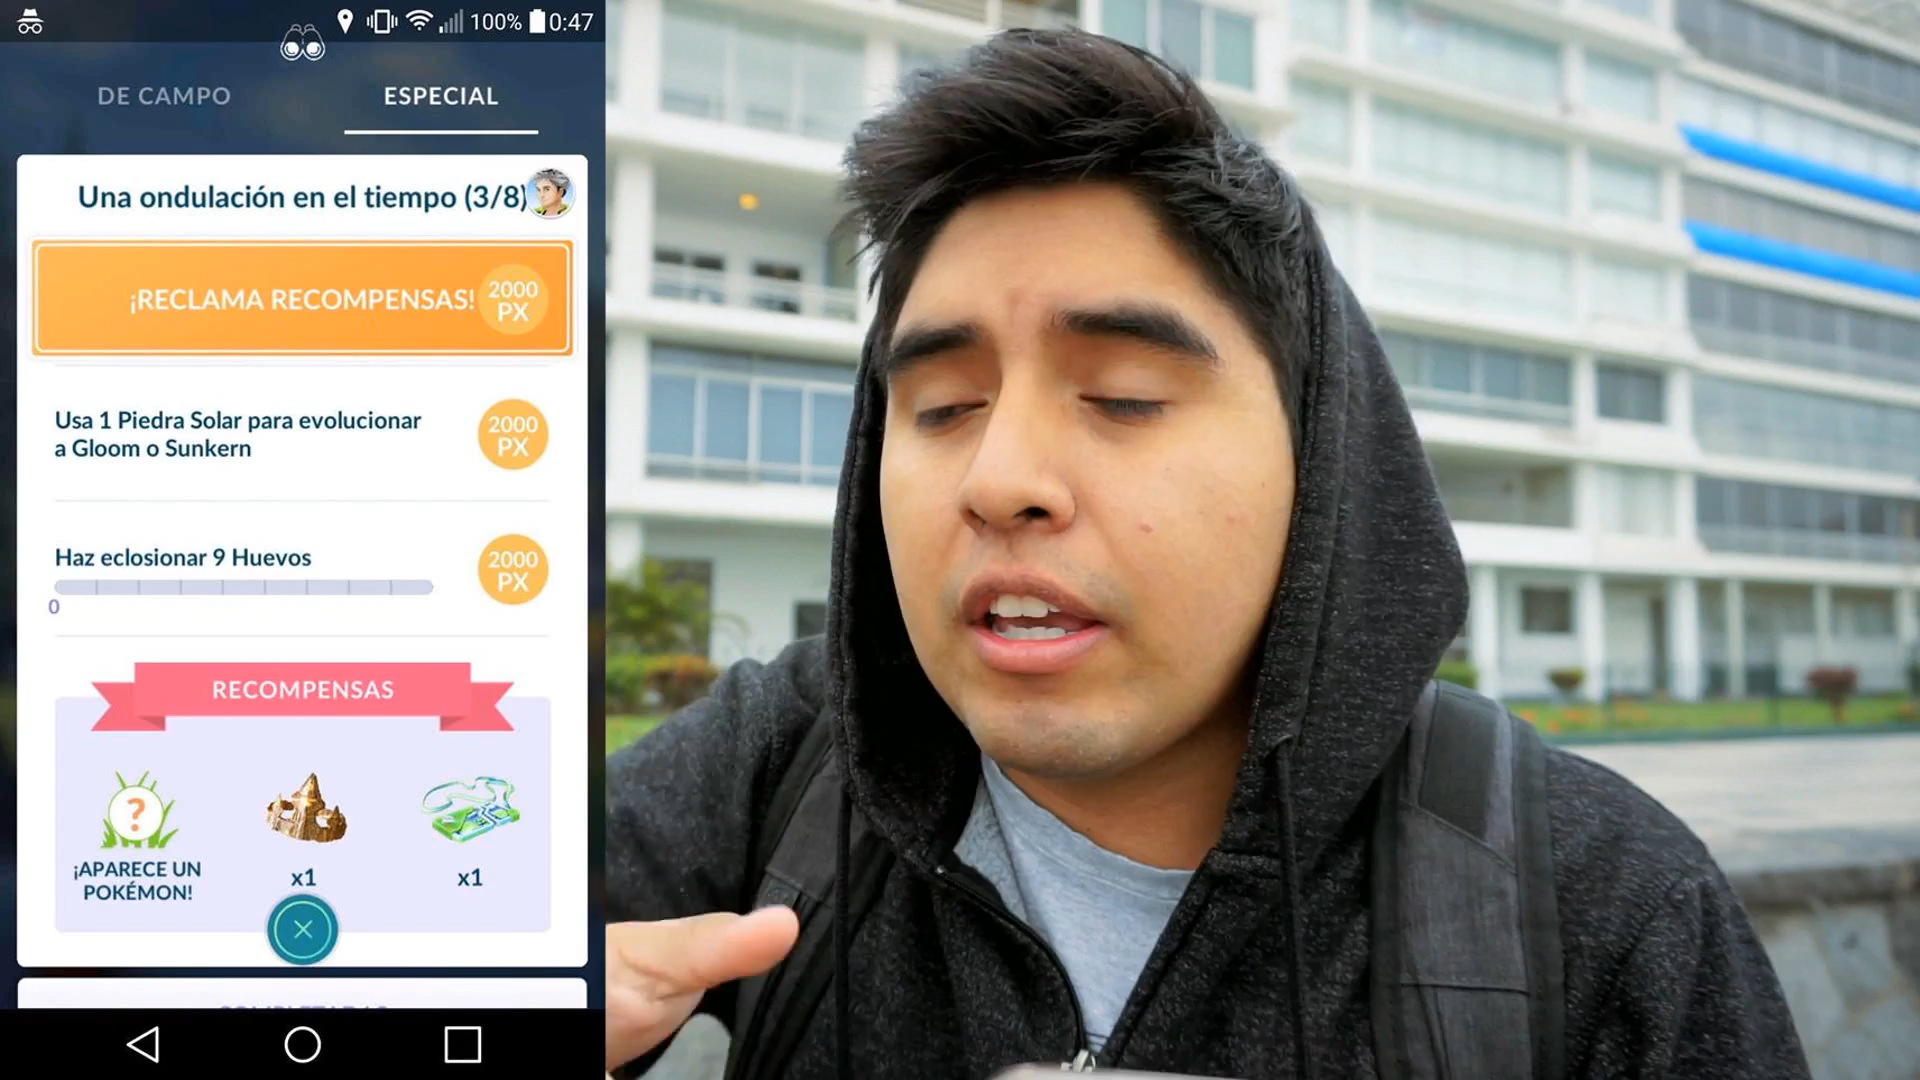 100% 0:47
DE CAMPO
ESPECIAL
Una ondulación en el tiempo (3/8)
¡RECLAMA RECOMPENSAS!
2000
PX
Usa 1 Piedra Solar para evolucionar
a Gloom o Sunkern
2000
PX
Haz eclosionar 9 Huevos
0
2000
PX
RECOMPENSAS
¡APARECE UN
POKÉMON!
x1
x1